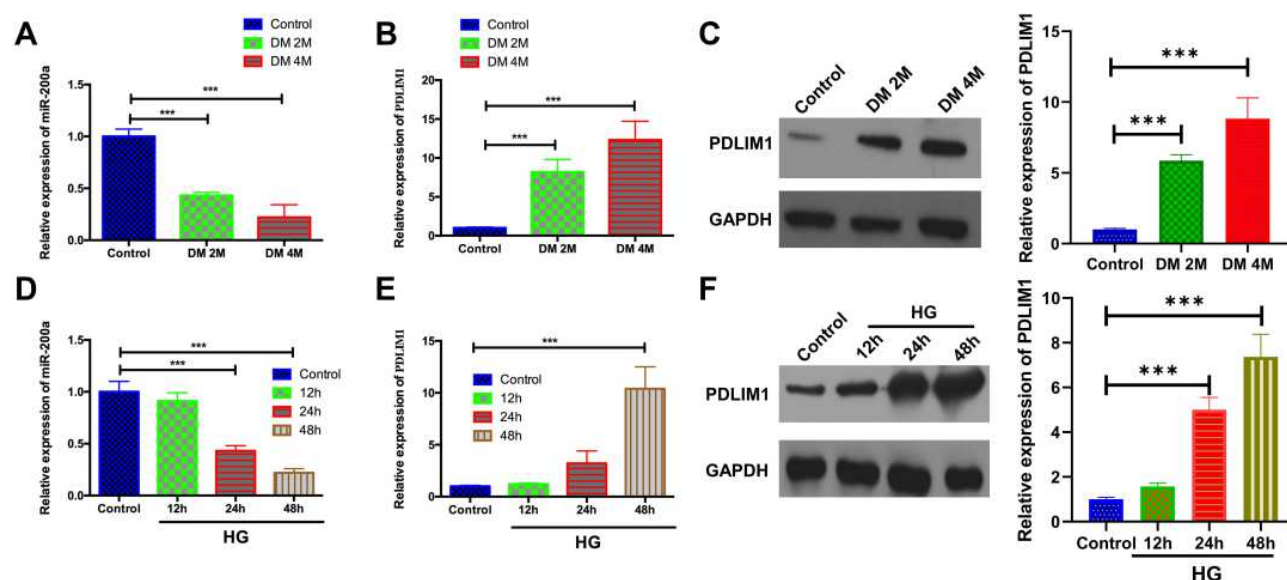 A
Control
DM 2M
DM 4M
Relative expression of miR-200a
1.5
1.0
0.5
0.0
***
***
Control
DM 2M
DM 4M
B
Control
DM 2M
DM 4M
Relative expression of PDLIM1
20
15
10
5
0
***
***
Control
DM 2M
DM 4M
C
Control
DM 2M
DM 4M
PDLIM1
GAPDH
Relative expression of PDLIM1
15
10
5
0
***
***
Control
DM 2M
DM 4M
D
Relative expression of miR-200a
1.5
1.0
0.5
0.0
***
***
Control
12h
24h
48h
Control
12h
24h
48h
HG
E
Relative expression of PDLIM1
15
10
5
0
***
Control
12h
24h
48h
Control
12h
24h
48h
HG
F
HG
Control
12h
24h
48h
PDLIM1
GAPDH
Relative expression of PDLIM1
10
8
6
4
2
0
***
***
Control
12h
24h
48h
HG